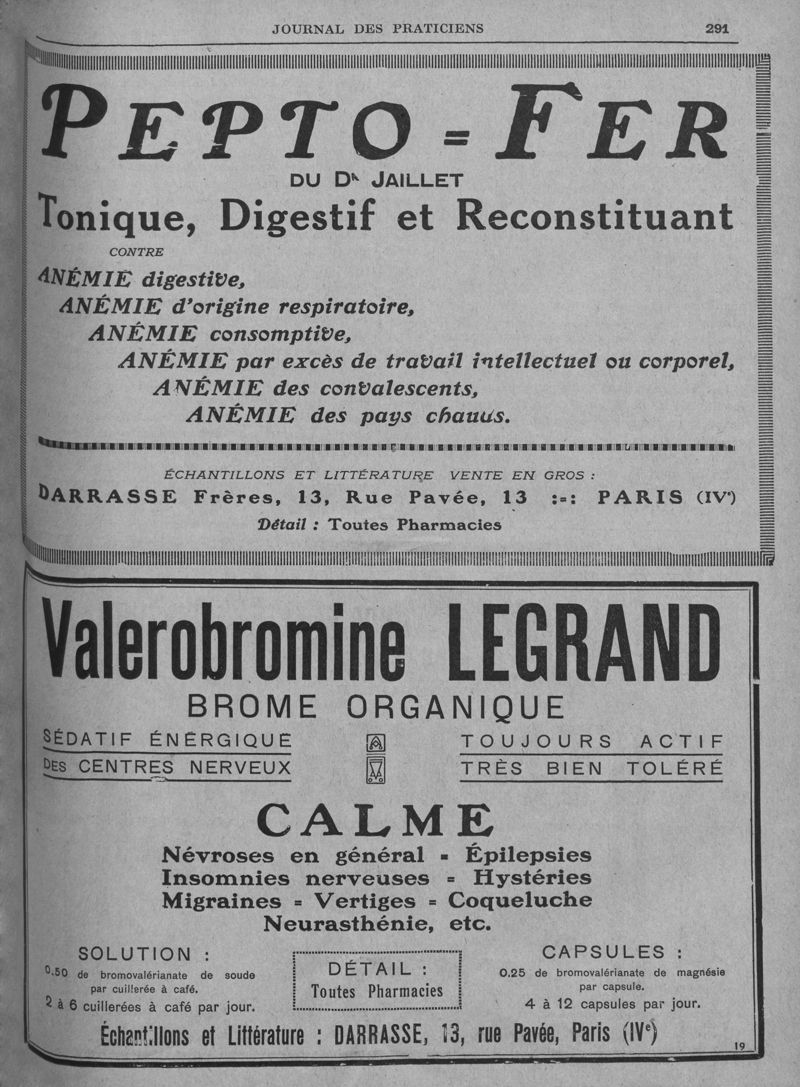 JOURNAL DES PRATICIENS 291
PEPTO=FER
DU Dr JAILLET
Tonique, Digestif et Reconstituant
CONTRE
ANÉMIE digestive,
ANÉMIE d'origine respiratoire,
ANÉMIE consomptive,
ANÉMIE par excès de travail intellectuel ou corporel,
ANÉMIE des convalescents,
ANÉMIE des pays chauds.
ÉCHANTILLONS ET LITTÉRATURE VENTE EN GROS :
DARRASSE Frères, 13, Rue Pavée, 13 :=: PARIS (IVe)
Détail : Toutes Pharmacies
Valerobromine LEGRAND
BROME ORGANIQUE
SÉDATIF ÉNERGIQUE
DES CENTRES NERVEUX
TOUJOURS ACTIF
TRÈS BIEN TOLÉRÉ
CALME
Névroses en général = Épilepsies
Insomnies nerveuses = Hystéries
Migraines = Vertiges = Coqueluche
Neurasthénie, etc.
SOLUTION :
0.50 de bromovalérianate de soude
par cuillerée à café.
2 à 6 cuillerées à café par jour.
DÉTAIL :
Toutes Pharmacies
CAPSULES :
0.25 de bromovalérianate de magnésie
par capsule.
4 à 12 capsules par jour.
Échantillons et Littérature : DARRASSE, 13, rue Pavée, Paris (IVe)
19